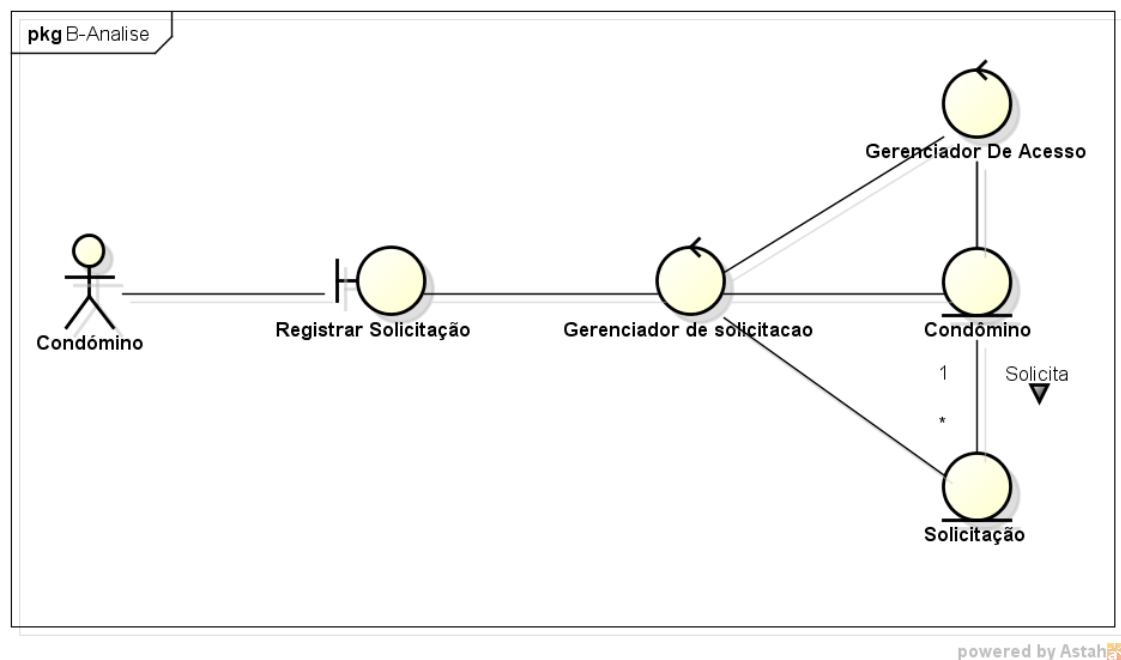 pkg B-Analise
Gerenciador De Acesso
Condómino
Registrar Solicitação
Gerenciador de solicitacao
Condômino
1
Solicita
*
Solicitação
powered by Astah